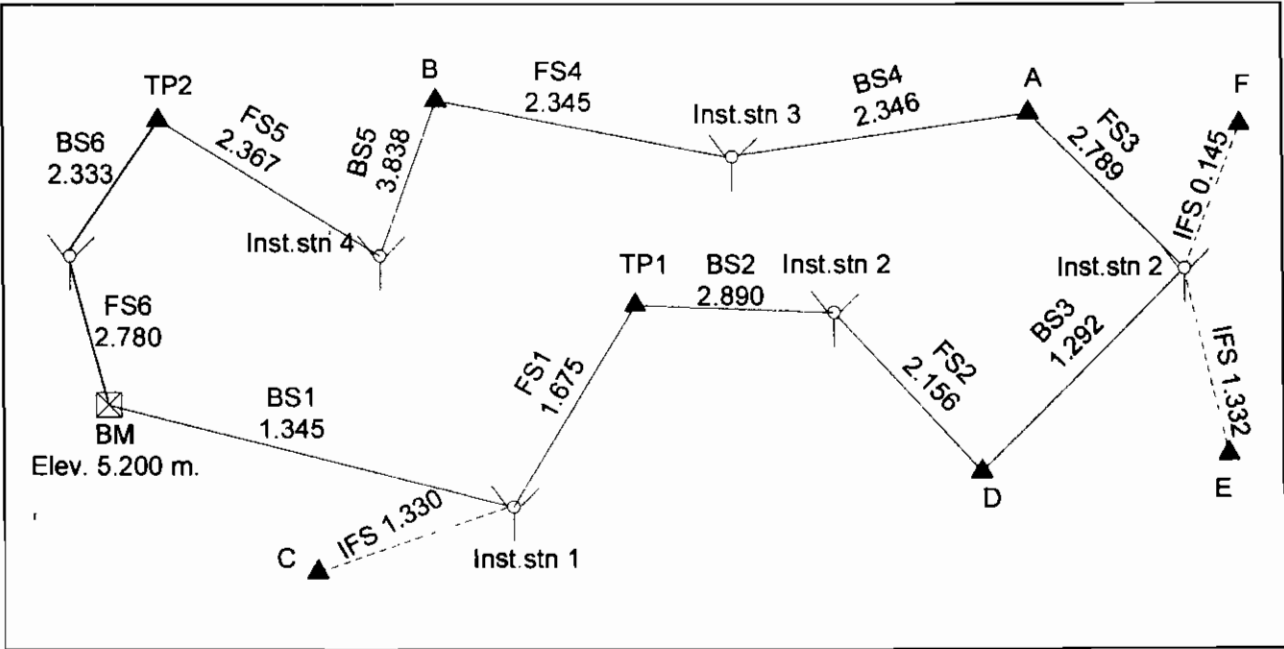 B
FS4
2.345
BS4
2.346
A
F
TP2
FS5
2.367
Inst.stn 3
FS3
2.789
BS6
2.333
BS5
3.838
IFS 0.145
Inst.stn 4
TP1
BS2
2.890
Inst.stn 2
Inst.stn 2
FS6
2.780
BS3
1.292
FS1
1.675
FS2
2.156
IFS 1.332
BS1
1.345
BM
Elev. 5.200 m.
D
E
IFS 1.330
C
Inst.stn 1